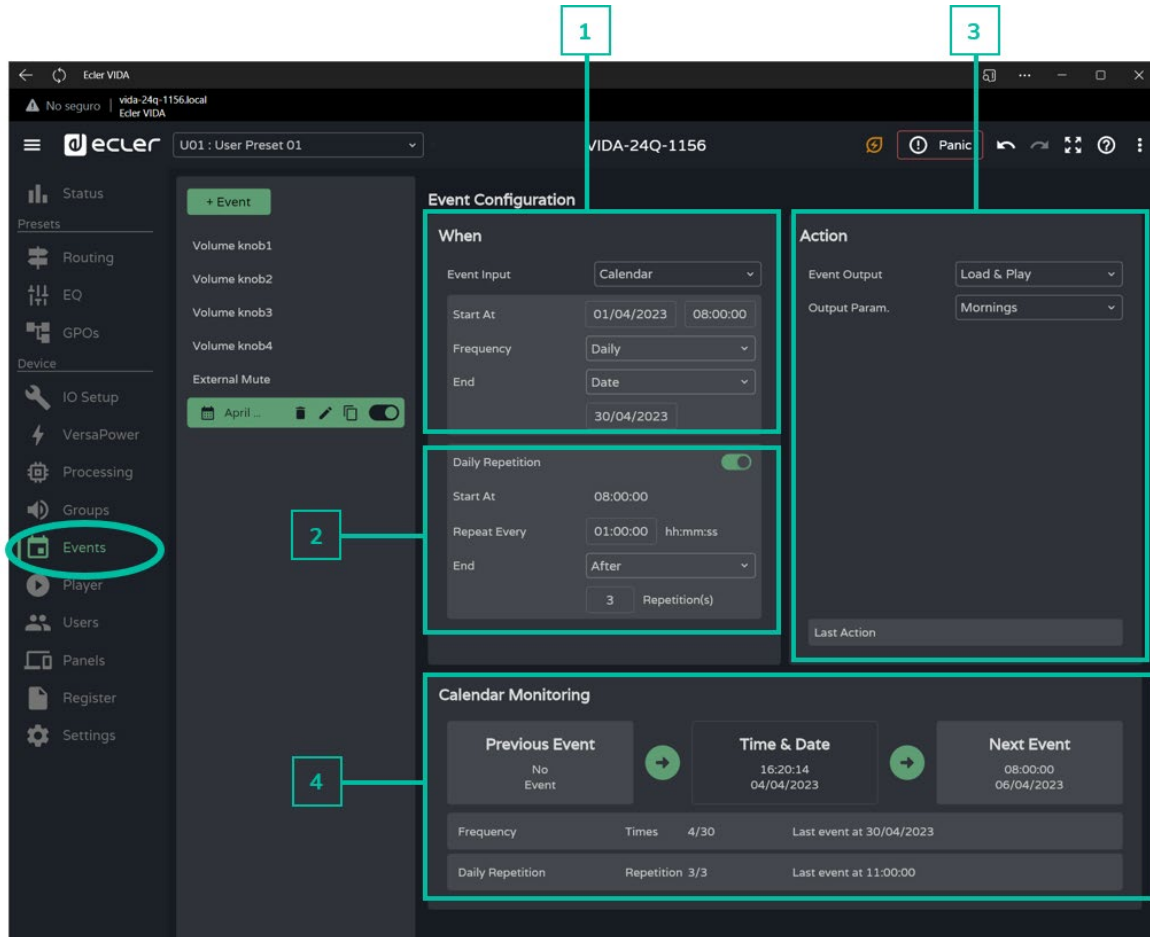 1
3
Ecler VIDA
No seguro
vida-24q-1156.local
Ecler VIDA
ecler
U01 : User Preset 01
VIDA-24Q-1156
Panic
Status
Presets
Routing
EQ
GPOs
Device
IO Setup
VersaPower
Processing
Groups
Events
Player
Users
Panels
Register
Settings
+ Event
Volume knob1
Volume knob2
Volume knob3
Volume knob4
External Mute
April ...
Event Configuration
When
Event Input Calendar
Start At 01/04/2023 08:00:00
Frequency Daily
End Date
30/04/2023
2
Daily Repetition
Start At 08:00:00
Repeat Every 01:00:00 hh:mm:ss
End After
3 Repetition(s)
Action
Event Output Load & Play
Output Param. Mornings
Last Action
4
Calendar Monitoring
Previous Event
No
Event
Time & Date
16:20:14
04/04/2023
Next Event
08:00:00
06/04/2023
Frequency Times 4/30 Last event at 30/04/2023
Daily Repetition Repetition 3/3 Last event at 11:00:00